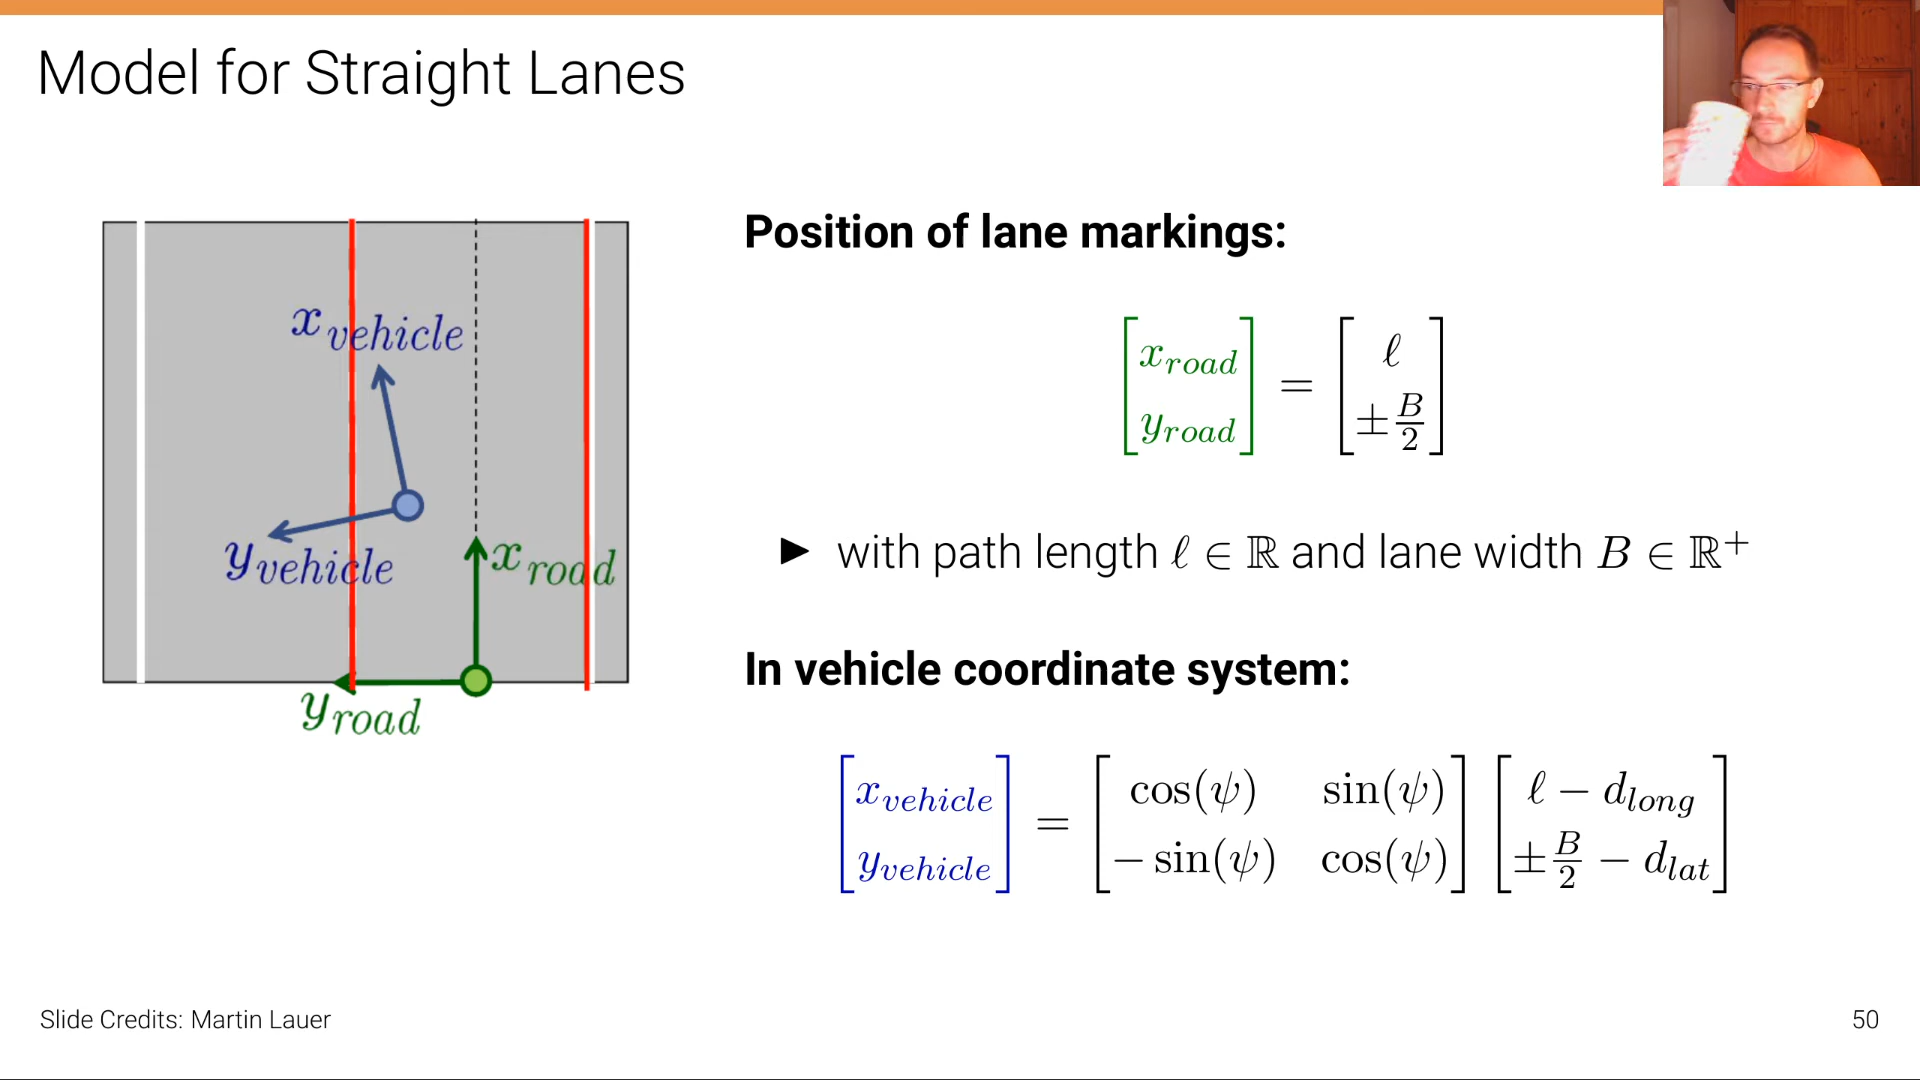 Model for Straight Lanes
x_vehicle
y_vehicle
x_road
y_road
Position of lane markings:
[x_road; y_road] = [ℓ; ±B/2]
▶ with path length ℓ ∈ ℝ and lane width B ∈ ℝ⁺
In vehicle coordinate system:
[x_vehicle; y_vehicle] = [cos(ψ) sin(ψ); −sin(ψ) cos(ψ)] [ℓ − d_long; ±B/2 − d_lat]
Slide Credits: Martin Lauer
50